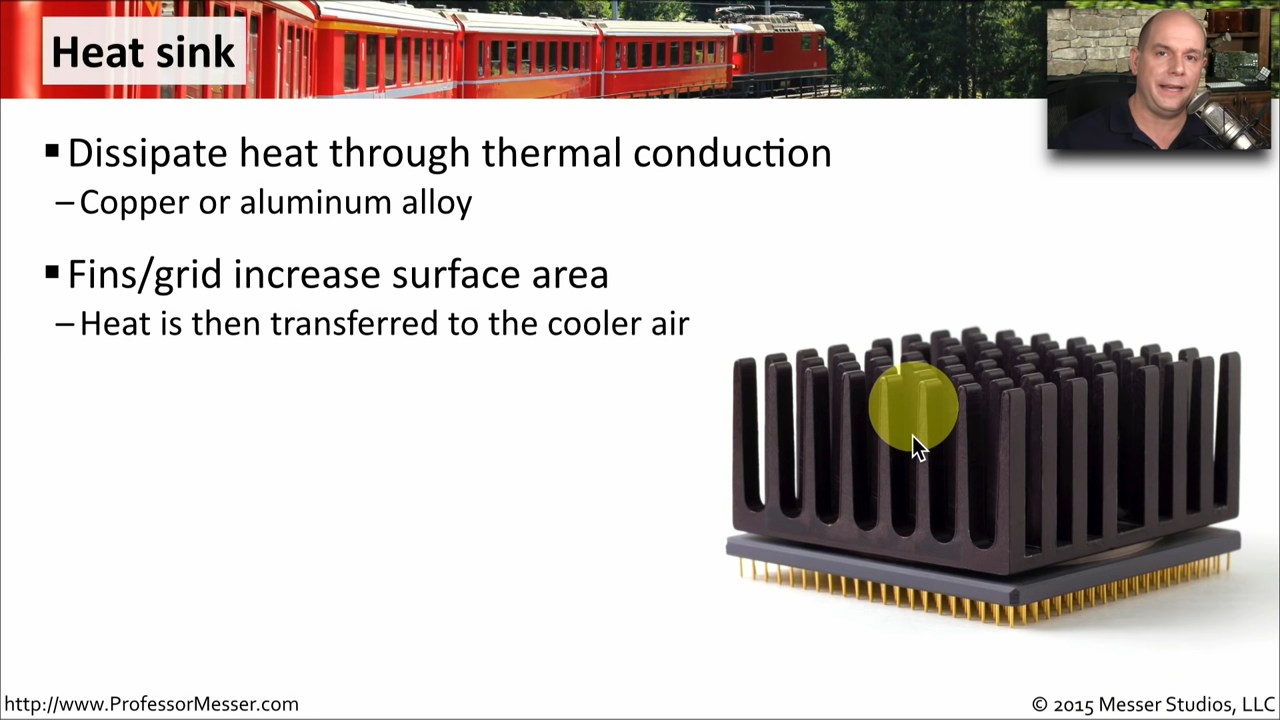 Heat sink
▪ Dissipate heat through thermal conduction
– Copper or aluminum alloy
▪ Fins/grid increase surface area
– Heat is then transferred to the cooler air
http://www.ProfessorMesser.com
© 2015 Messer Studios, LLC